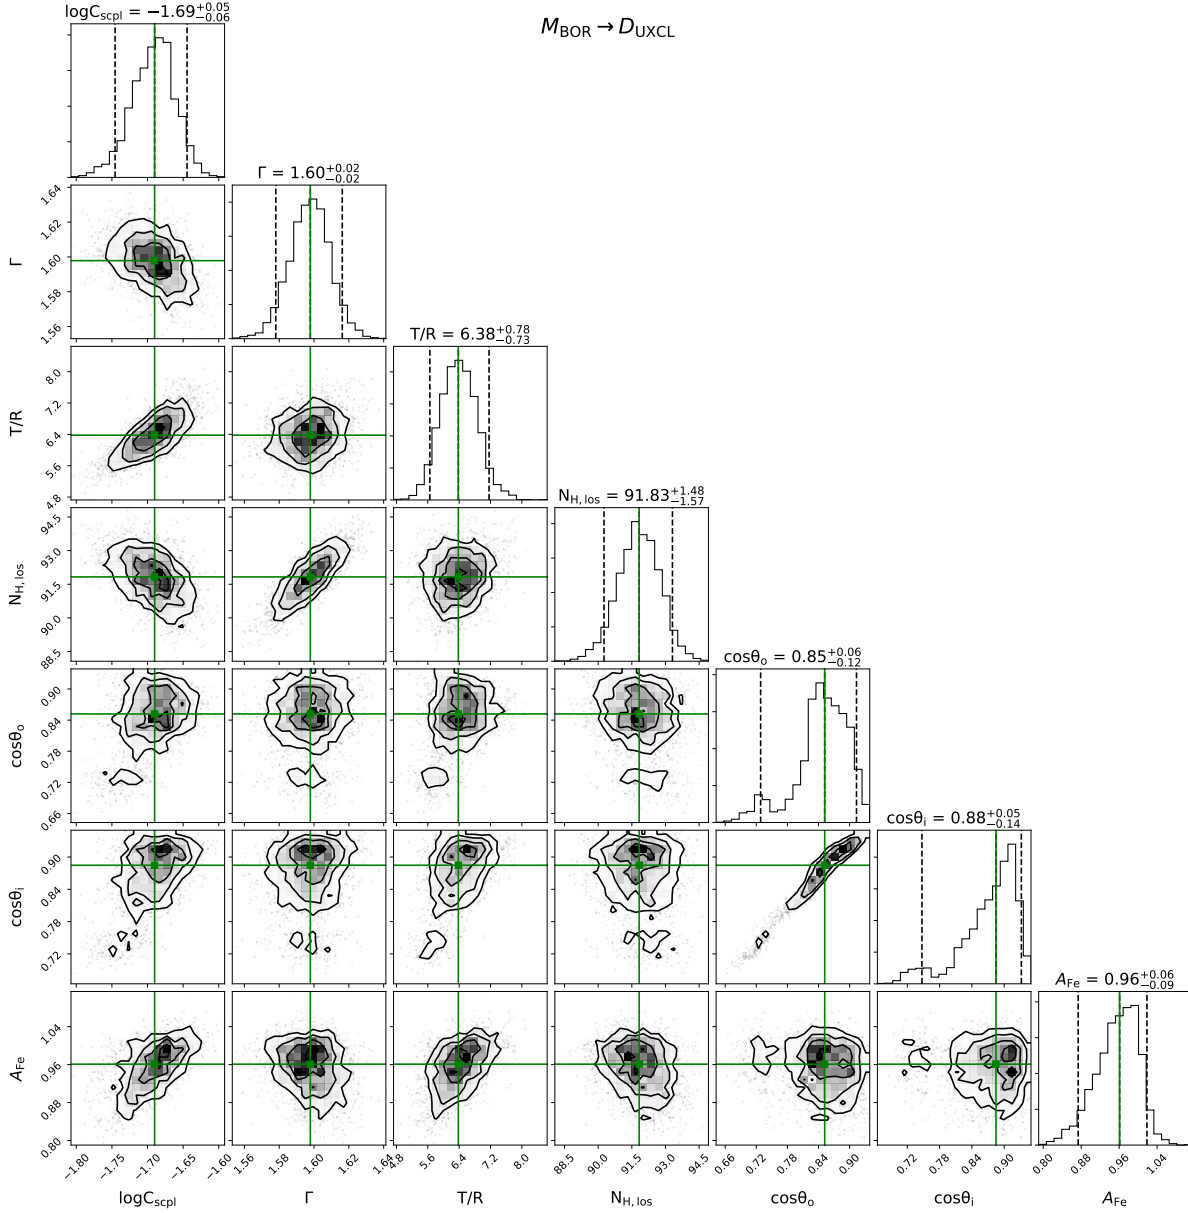 logC_scpl = −1.69^{+0.05}_{−0.06}
M_BOR → D_UXCL
Γ = 1.60^{+0.02}_{−0.02}
1.64
1.62
1.60
1.58
1.56
Γ
T/R = 6.38^{+0.78}_{−0.73}
8.0
7.2
6.4
5.6
4.8
T/R
N_{H, los} = 91.83^{+1.48}_{−1.57}
94.5
93.0
91.5
90.0
88.5
N_{H, los}
cosθ_o = 0.85^{+0.06}_{−0.12}
0.90
0.84
0.78
0.72
0.66
cosθ_o
cosθ_i = 0.88^{+0.05}_{−0.14}
0.90
0.84
0.78
0.72
cosθ_i
A_Fe = 0.96^{+0.06}_{−0.09}
1.04
0.96
0.88
0.80
A_Fe
−1.80 −1.75 −1.70 −1.65 −1.60 1.56 1.58 1.60 1.62 1.64 4.8 5.6 6.4 7.2 8.0 88.5 90.0 91.5 93.0 94.5 0.66 0.72 0.78 0.84 0.90 0.72 0.78 0.84 0.90 0.80 0.88 0.96 1.04
logC_scpl Γ T/R N_{H, los} cosθ_o cosθ_i A_Fe